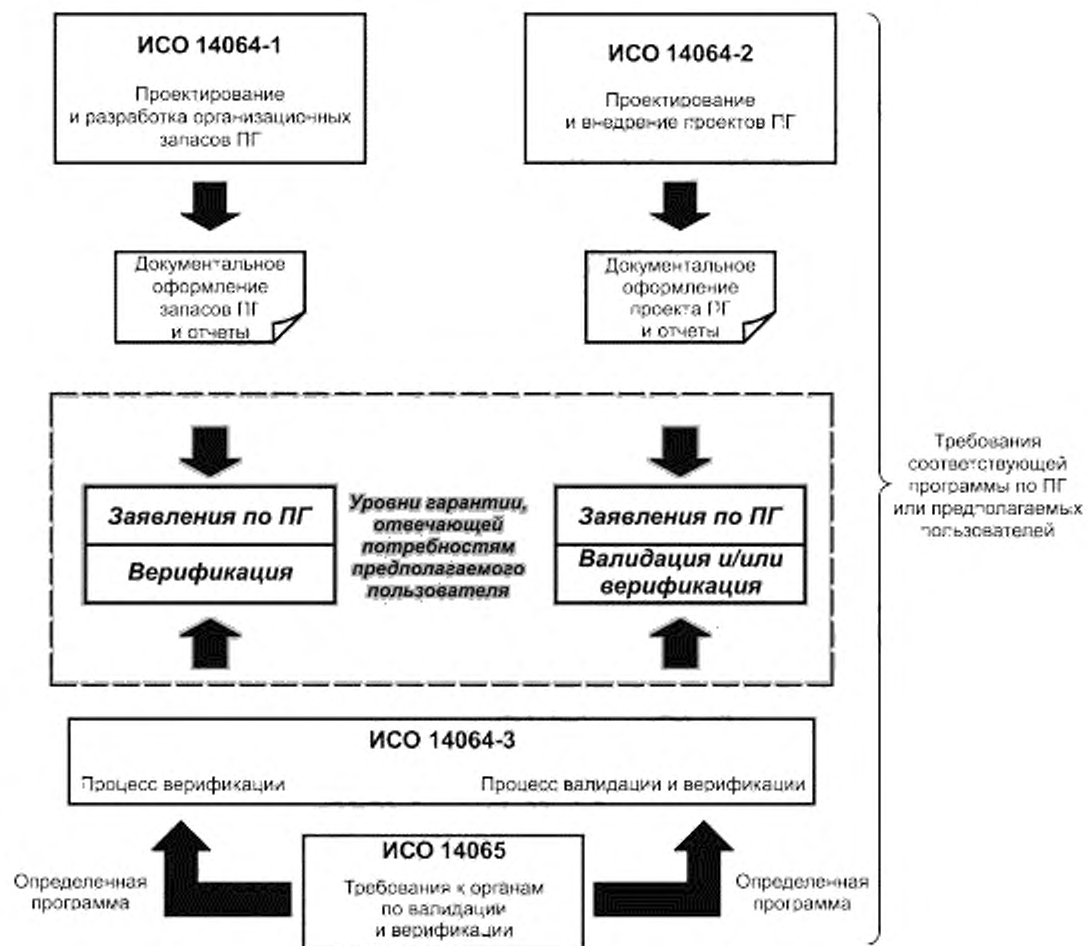 ИСО 14064-1
Проектирование
и разработка организационных
запасов ПГ
ИСО 14064-2
Проектирование
и внедрение проектов ПГ
Документальное
оформление
запасов ПГ
и отчеты
Документальное
оформление
проекта ПГ
и отчеты
Заявления по ПГ
Верификация
Уровни гарантии,
отвечающей
потребностям
предполагаемого
пользователя
Заявления по ПГ
Валидация и/или
верификация
Требования
соответствующей
программы по ПГ
или предполагаемых
пользователей
ИСО 14064-3
Процесс верификации
Процесс валидации и верификации
ИСО 14065
Требования к органам
по валидации
и верификации
Определенная
программа
Определенная
программа